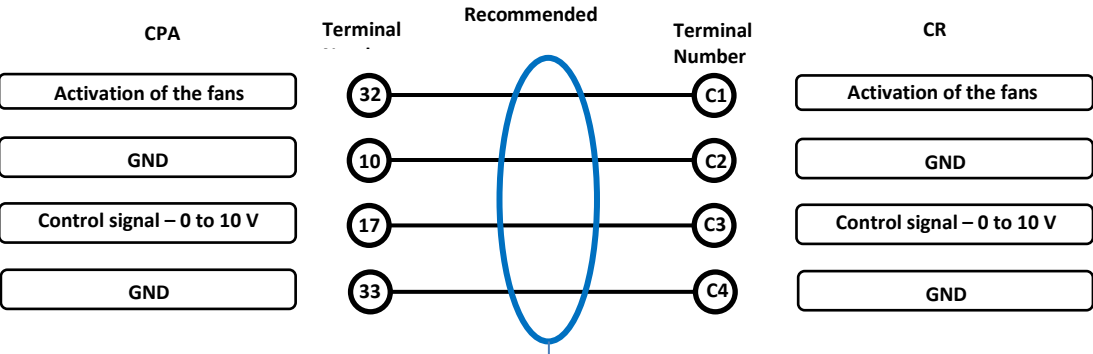 Recommended
CPA
Terminal
Terminal
Number
CR
Activation of the fans
32
C1
Activation of the fans
GND
10
C2
GND
Control signal – 0 to 10 V
17
C3
Control signal – 0 to 10 V
GND
33
C4
GND